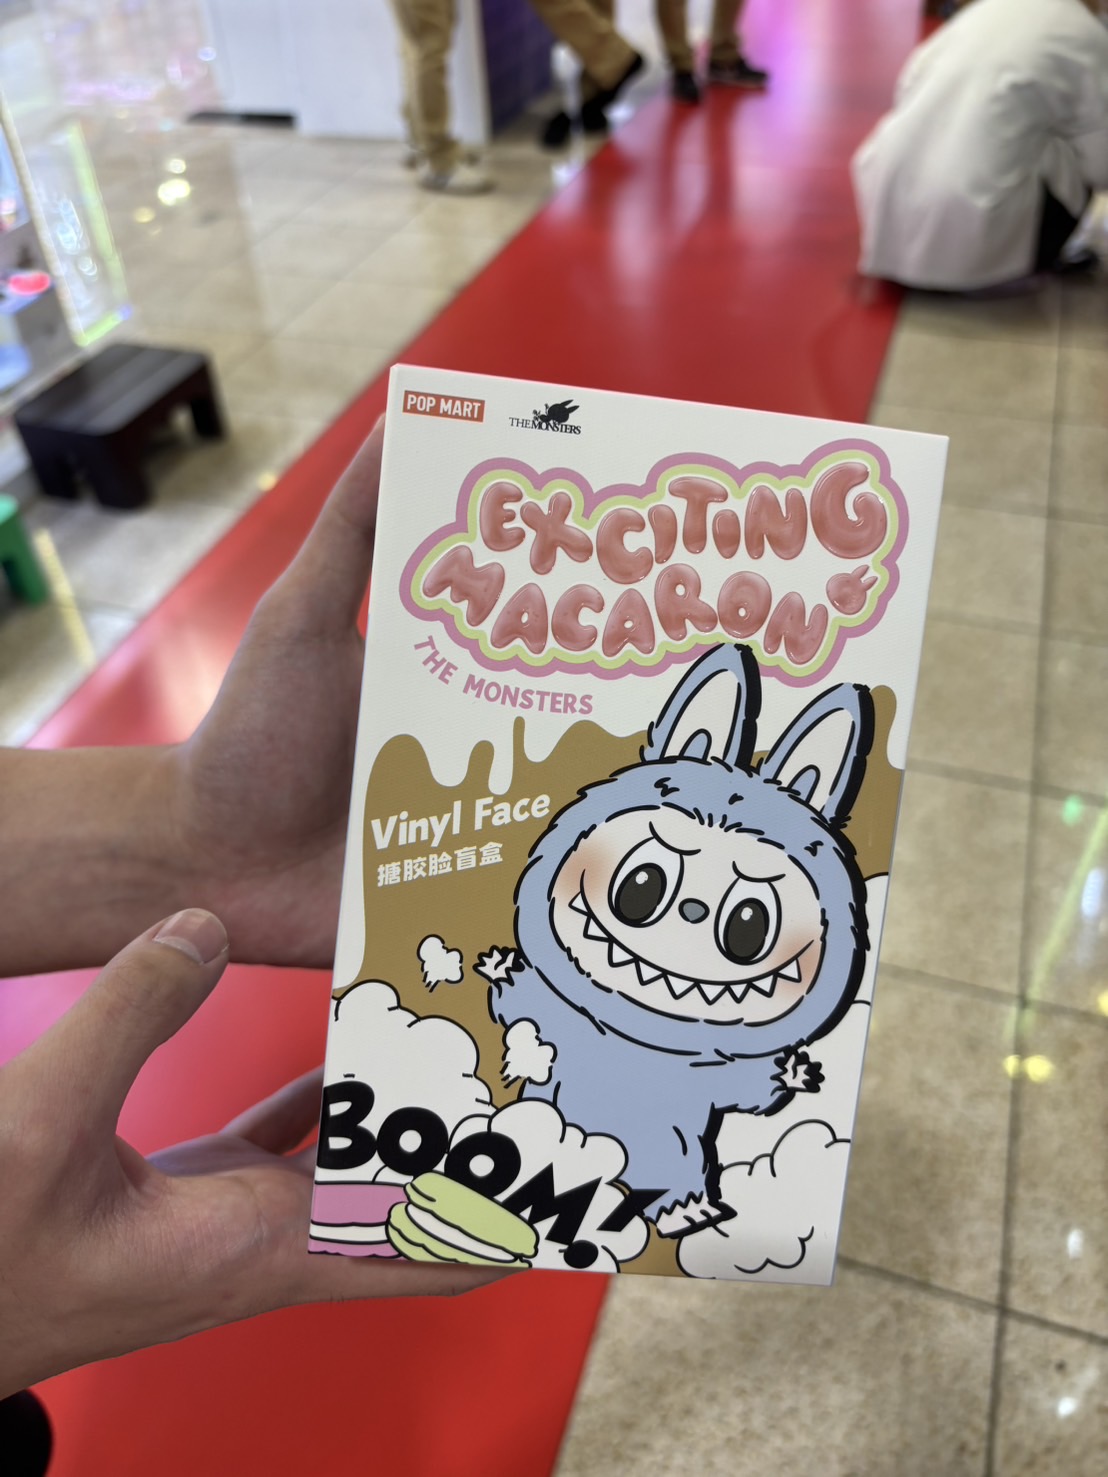 POP MART
THE MONSTERS
EXCITING
MACARON
THE MONSTERS
Vinyl Face
搪胶脸盲盒
BOOM!